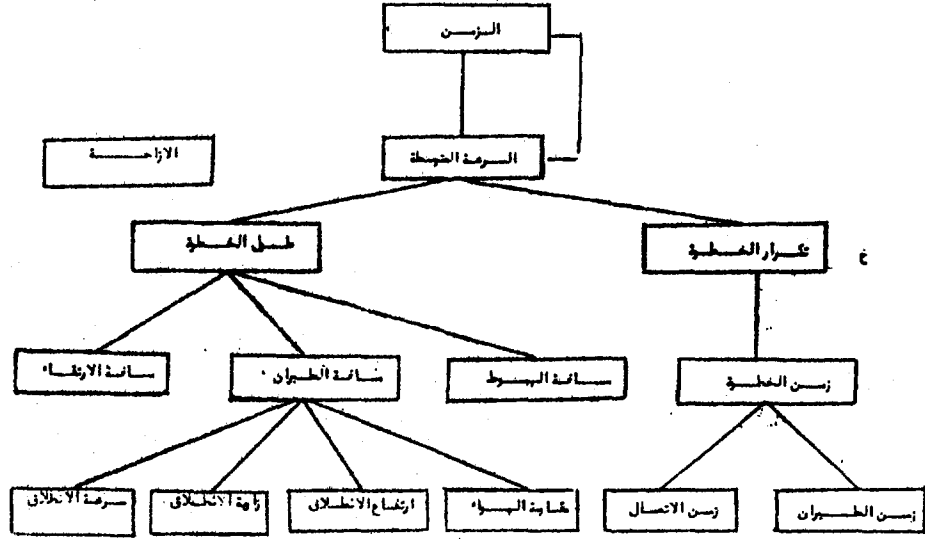 الزمن
السرعة المتوسطة
الازاحة
طول الخطوة
تكرار الخطوة
غ
مسافة الارتقاء
مسافة الطيران
مسافة الهبوط
زمن الخطوة
سرعة الانطلاق
زاوية الانطلاق
ارتفاع الانطلاق
مقاومة الهواء
زمن الاتصال
زمن الطيران